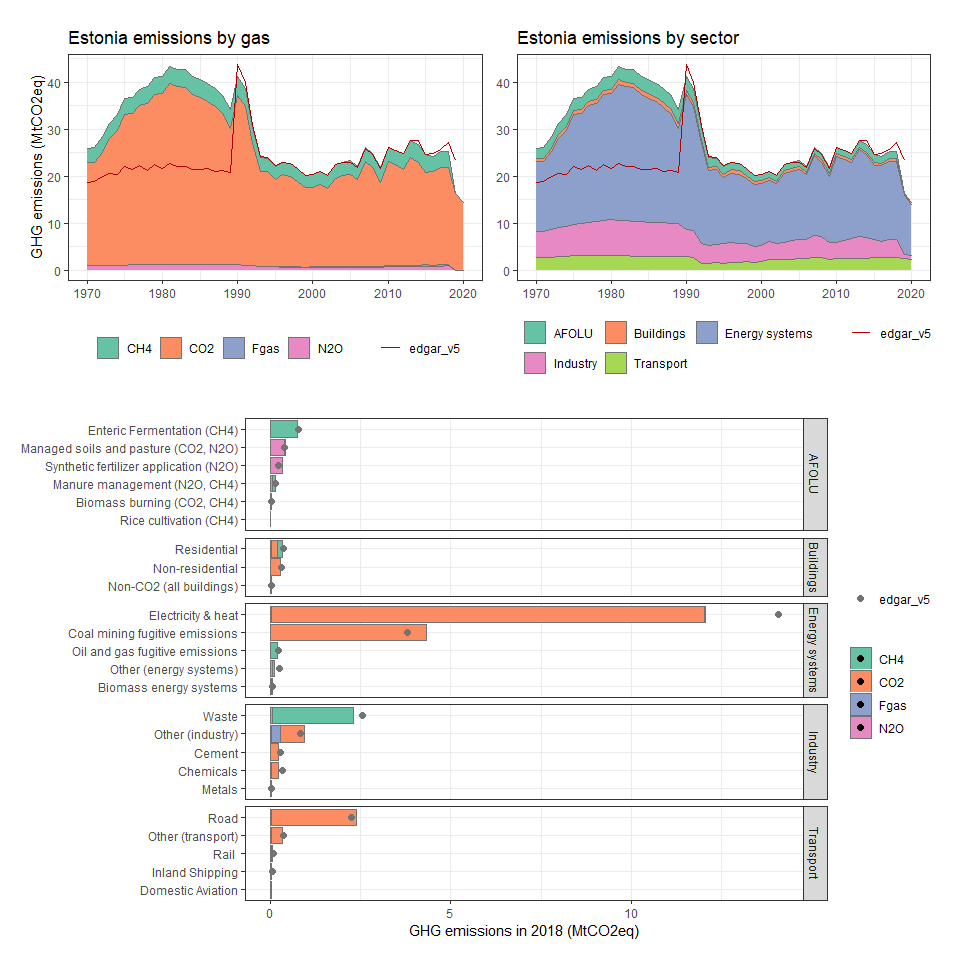 Estonia emissions by gas
GHG emissions (MtCO2eq)
40
30
20
10
0
1970 1980 1990 2000 2010 2020
CH4 CO2 Fgas N2O edgar_v5
Estonia emissions by sector
40
30
20
10
0
1970 1980 1990 2000 2010 2020
AFOLU Buildings Energy systems edgar_v5
Industry Transport
Enteric Fermentation (CH4)
Managed soils and pasture (CO2, N2O)
Synthetic fertilizer application (N2O)
Manure management (N2O, CH4)
Biomass burning (CO2, CH4)
Rice cultivation (CH4)
AFOLU
Residential
Non-residential
Non-CO2 (all buildings)
Buildings
Electricity & heat
Coal mining fugitive emissions
Oil and gas fugitive emissions
Other (energy systems)
Biomass energy systems
Energy systems
Waste
Other (industry)
Cement
Chemicals
Metals
Industry
Road
Other (transport)
Rail
Inland Shipping
Domestic Aviation
Transport
0 5 10
GHG emissions in 2018 (MtCO2eq)
edgar_v5
CH4
CO2
Fgas
N2O